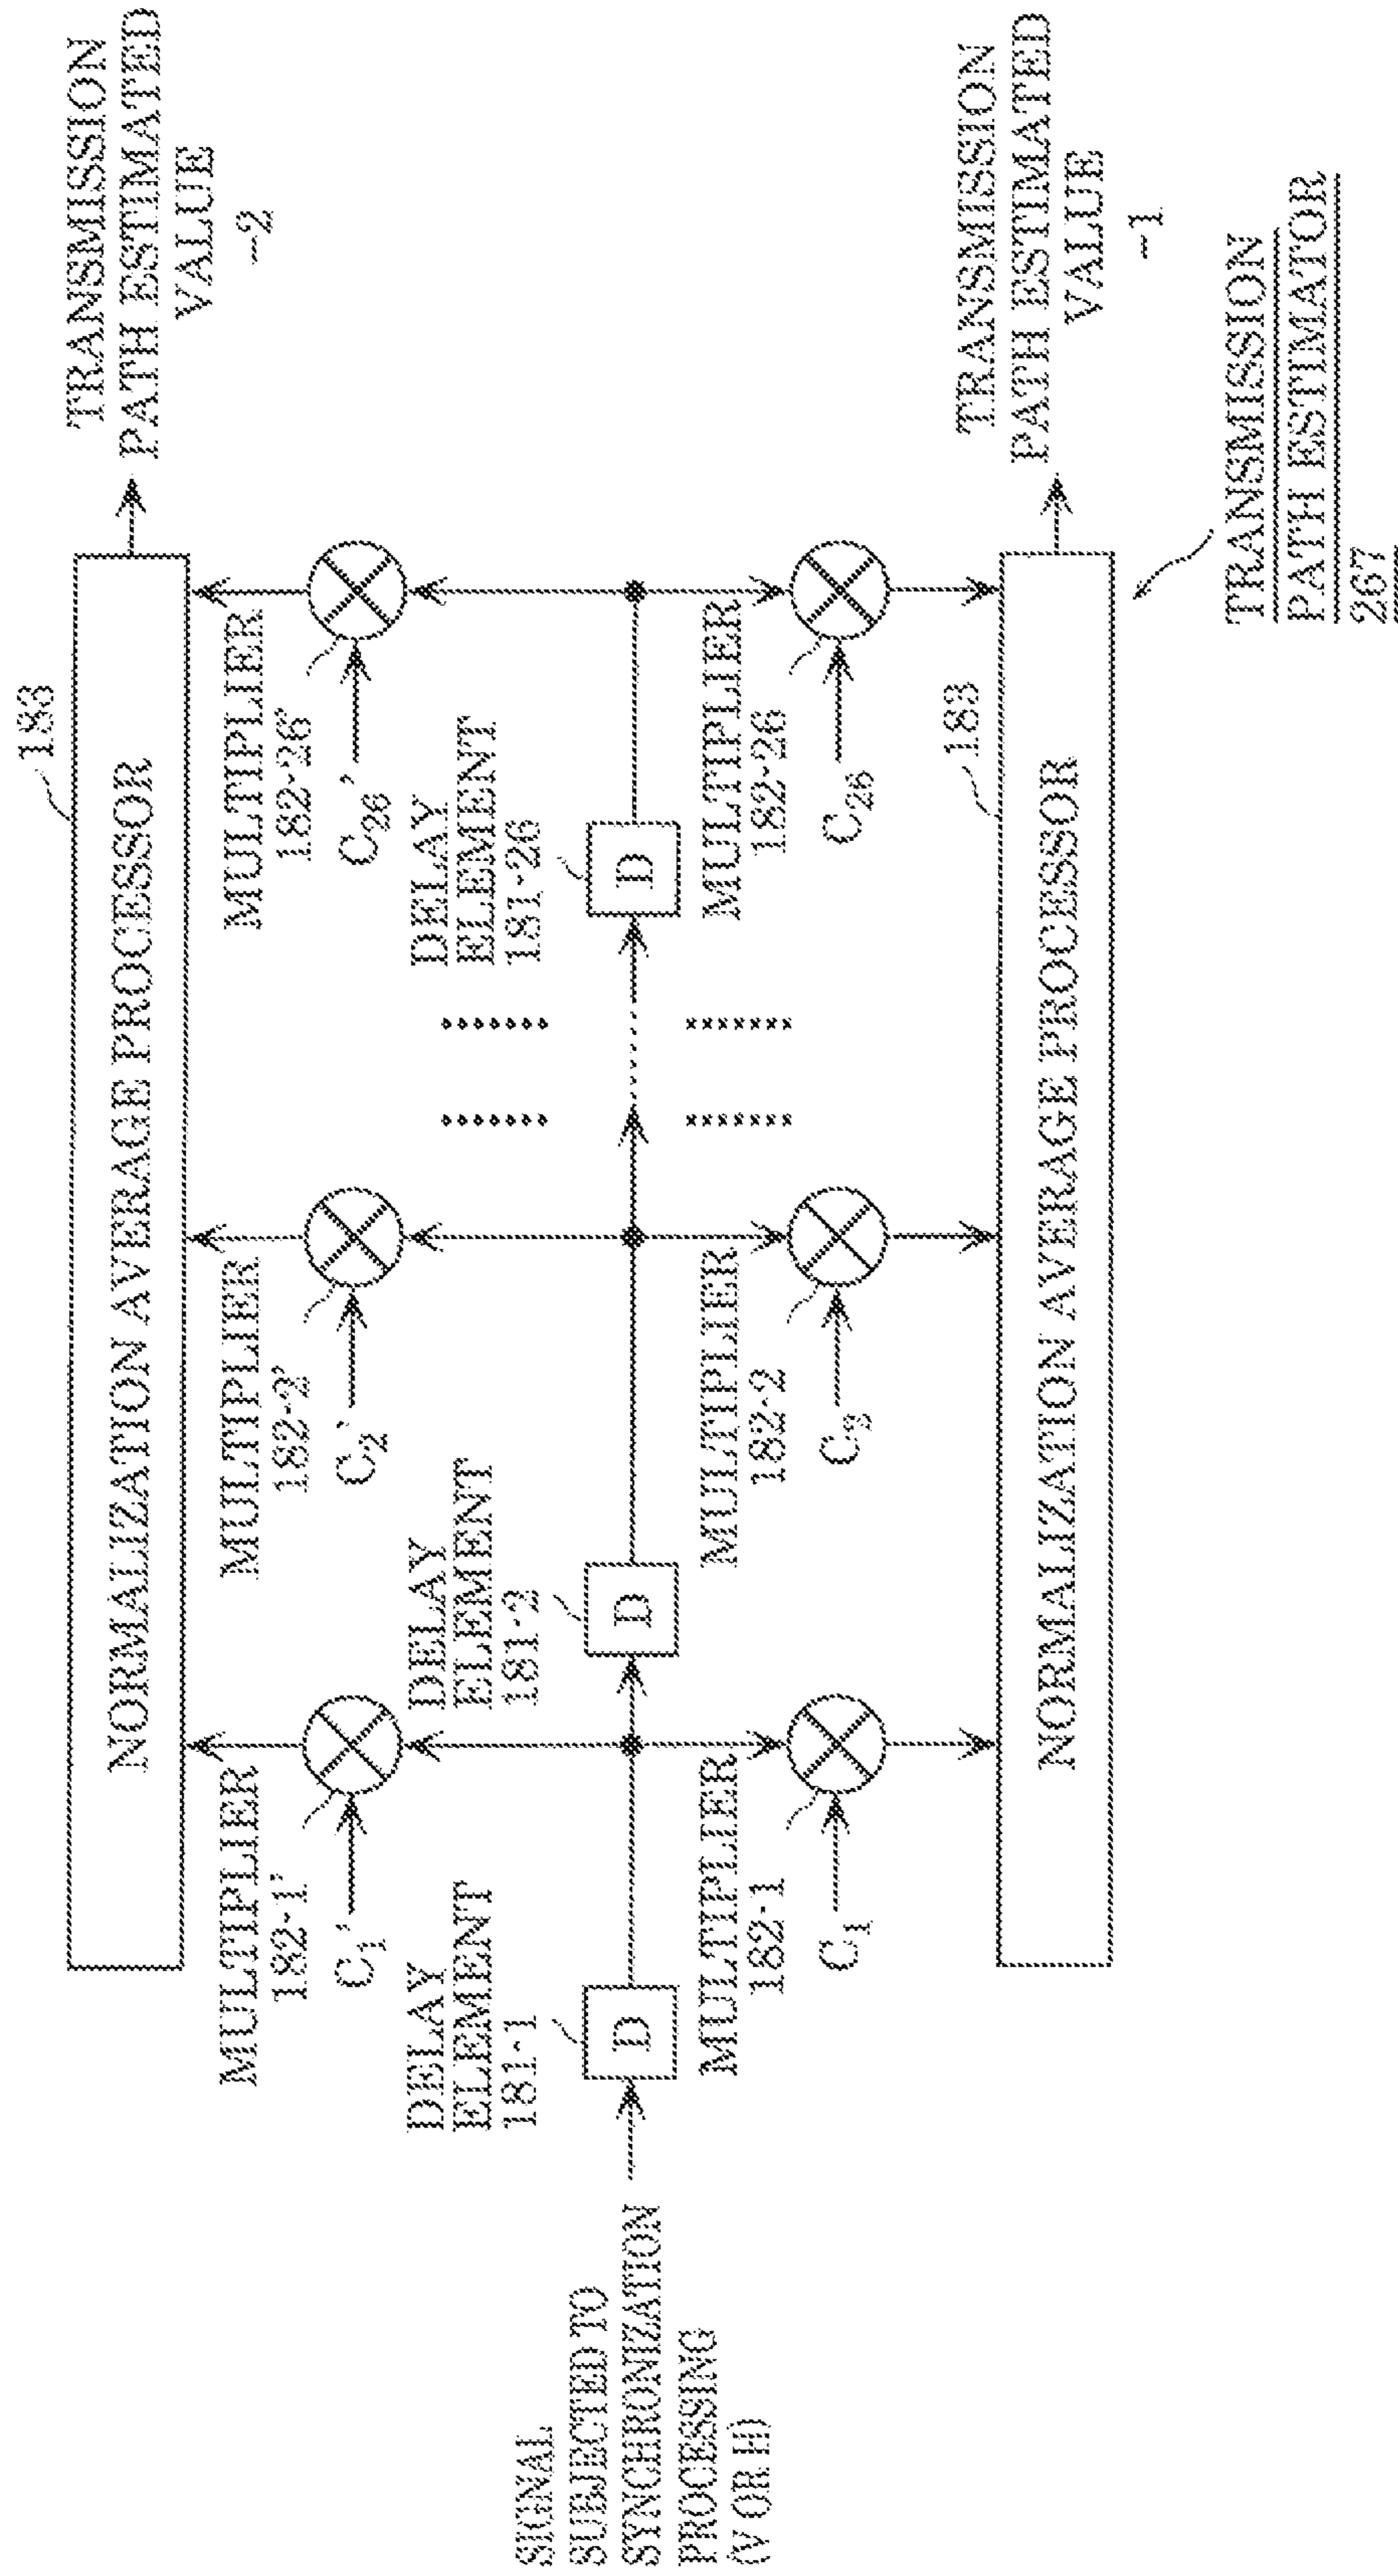 183
NORMALIZATION AVERAGE PROCESSOR
TRANSMISSION
PATH ESTIMATED
VALUE
-2
MULTIPLIER
182-1'
C1'
MULTIPLIER
182-2'
C2'
MULTIPLIER
182-26'
C26'
SIGNAL
SUBJECTED TO
SYNCHRONIZATION
PROCESSING
(V OR H)
DELAY
ELEMENT
181-1
D
DELAY
ELEMENT
181-2
D
DELAY
ELEMENT
181-26
D
MULTIPLIER
182-1
C1
MULTIPLIER
182-2
MULTIPLIER
182-26
C26
183
NORMALIZATION AVERAGE PROCESSOR
TRANSMISSION
PATH ESTIMATED
VALUE
-1
TRANSMISSION
PATH ESTIMATOR
267